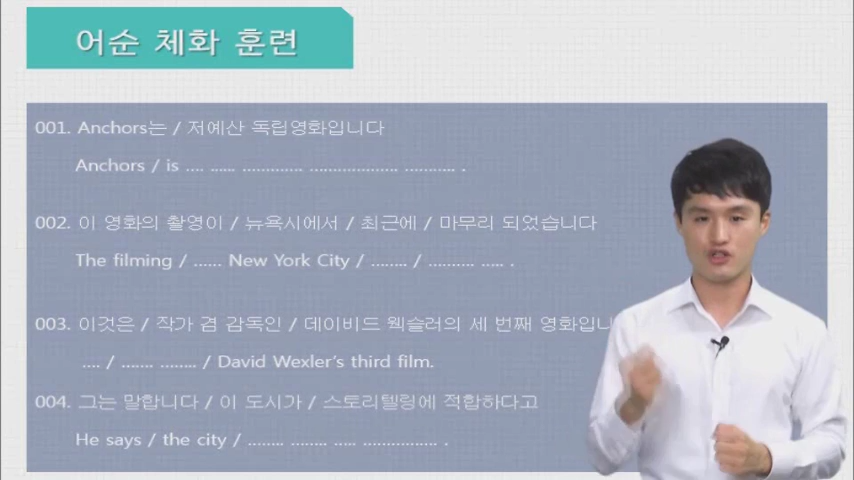 어순 체화 훈련
001. Anchors는 / 저예산 독립영화입니다
Anchors / is .... ...... ............. ................... ........... .
002. 이 영화의 촬영이 / 뉴욕시에서 / 최근에 / 마무리 되었습니다
The filming / ...... New York City / ........ / .......... ..... .
003. 이것은 / 작가 겸 감독인 / 데이비드 웩슬러의 세 번째 영화입니
.... / ....... ........ / David Wexler's third film.
004. 그는 말합니다 / 이 도시가 / 스토리텔링에 적합하다고
He says / the city / ........ ........ ..... ................ .